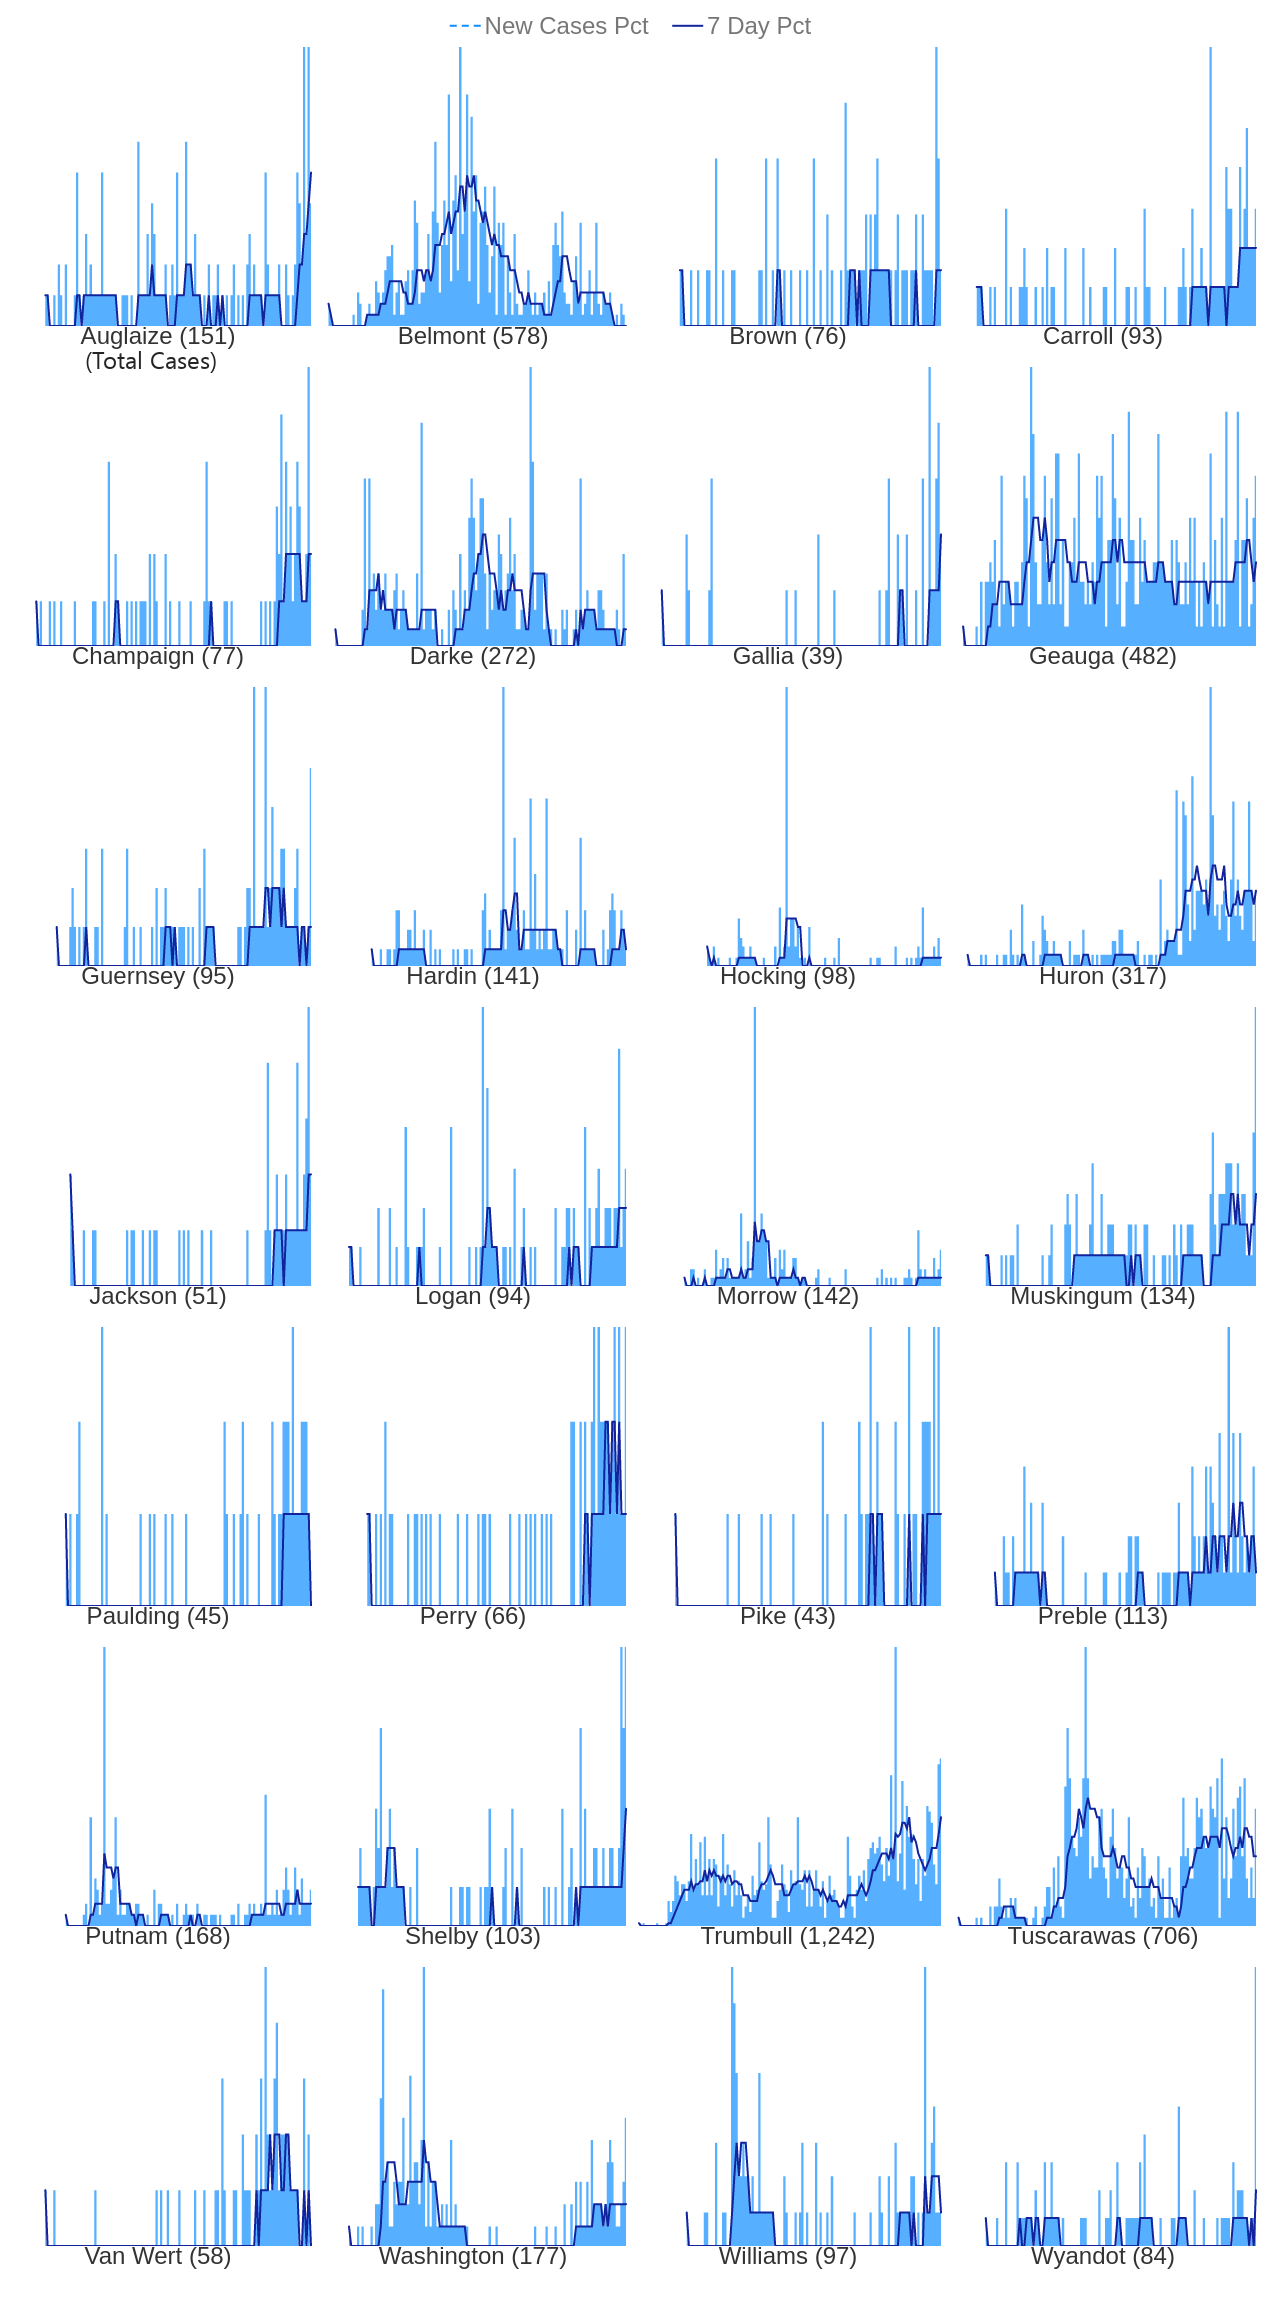 New Cases Pct 7 Day Pct
Auglaize (151) Belmont (578) Brown (76) Carroll (93)
(Total Cases)
Champaign (77) Darke (272) Gallia (39) Geauga (482)
Guernsey (95) Hardin (141) Hocking (98) Huron (317)
Jackson (51) Logan (94) Morrow (142) Muskingum (134)
Paulding (45) Perry (66) Pike (43) Preble (113)
Putnam (168) Shelby (103) Trumbull (1,242) Tuscarawas (706)
Van Wert (58) Washington (177) Williams (97) Wyandot (84)